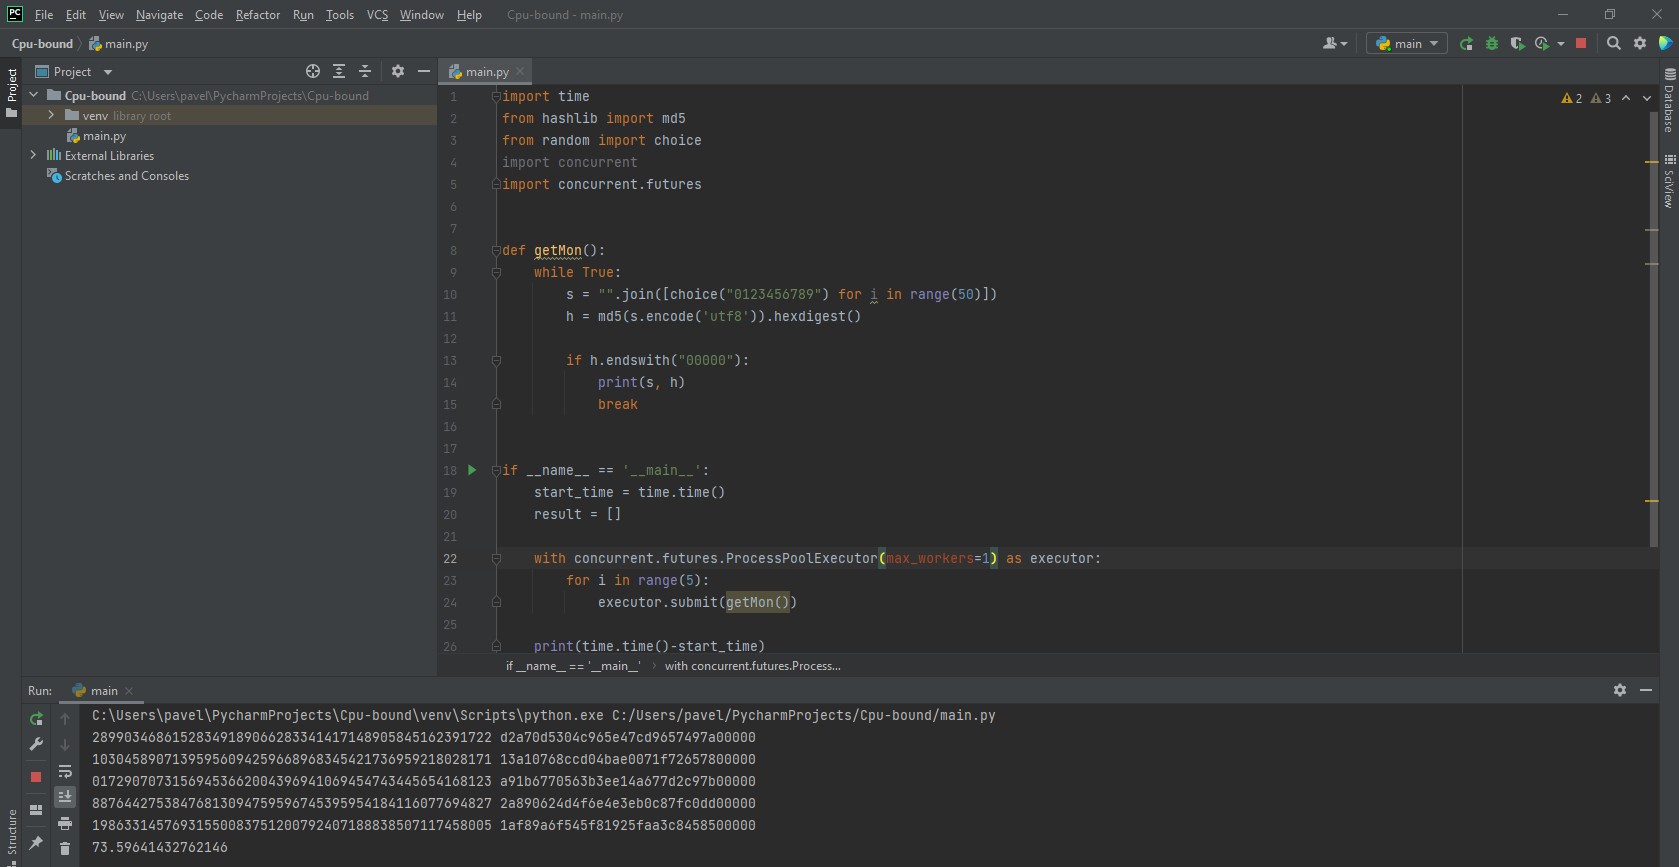 PC File Edit View Navigate Code Refactor Run Tools VCS Window Help Cpu-bound - main.py
Cpu-bound main.py main
Project main.py
Cpu-bound C:\Users\pavel\PycharmProjects\Cpu-bound
venv library root
main.py
External Libraries
Scratches and Consoles
Project
Structure
1 import time
2 from hashlib import md5
3 from random import choice
4 import concurrent
5 import concurrent.futures
6
7
8 def getMon():
9 while True:
10 s = "".join([choice("0123456789") for i in range(50)])
11 h = md5(s.encode('utf8')).hexdigest()
12
13 if h.endswith("00000"):
14 print(s, h)
15 break
16
17
18 if __name__ == '__main__':
19 start_time = time.time()
20 result = []
21
22 with concurrent.futures.ProcessPoolExecutor(max_workers=1) as executor:
23 for i in range(5):
24 executor.submit(getMon())
25
26 print(time.time()-start_time)
2 3
Database
SciView
if __name__ == '__main__' with concurrent.futures.Process...
Run: main
C:\Users\pavel\PycharmProjects\Cpu-bound\venv\Scripts\python.exe C:/Users/pavel/PycharmProjects/Cpu-bound/main.py
28990346861528349189066283341417148905845162391722 d2a70d5304c965e47cd9657497a00000
10304589071395956094259668968345421736959218028171 13a10768ccd04bae0071f72657800000
01729070731569453662004396941069454743445654168123 a91b6770563b3ee14a677d2c97b00000
88764427538476813094759596745395954184116077694827 2a890624d4f6e4e3eb0c87fc0dd00000
19863314576931550083751200792407188838507117458005 1af89a6f545f81925faa3c8458500000
73.59641432762146